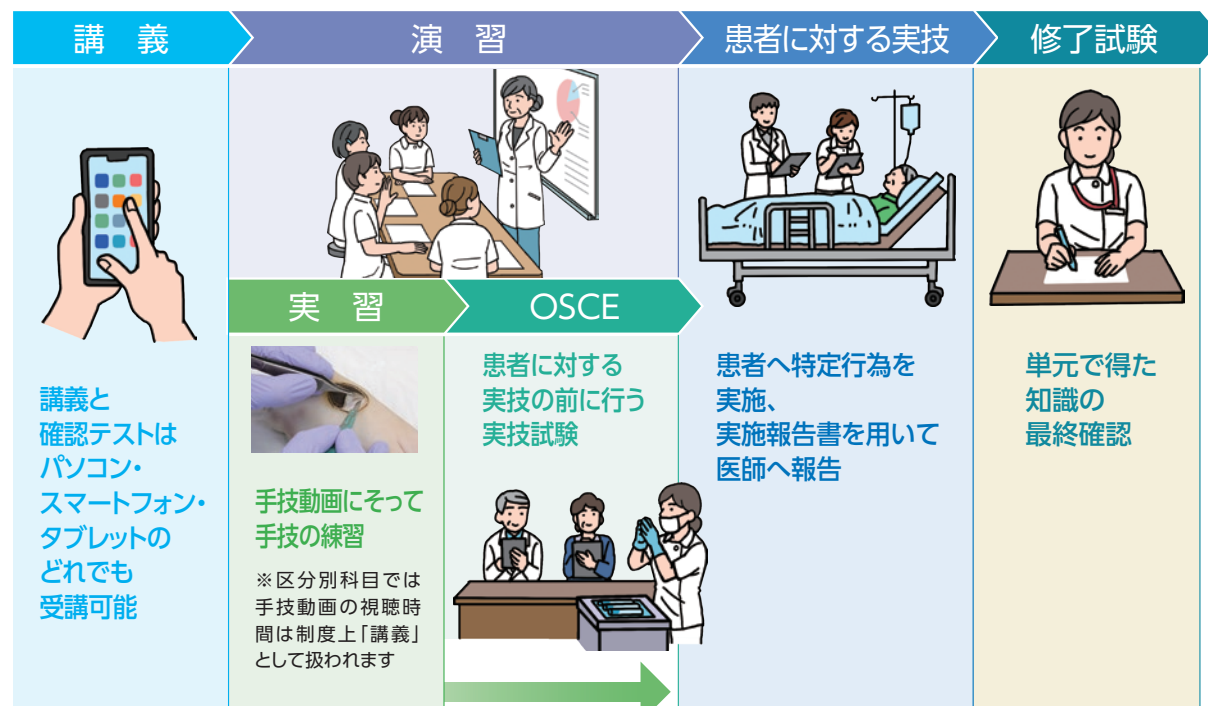 講 義
演 習
患者に対する実技
修了試験
講義と
確認テストは
パソコン・
スマートフォン・
タブレットの
どれでも
受講可能
実 習
手技動画にそって
手技の練習
※区分別科目では
手技動画の視聴時
間は制度上「講義」
として扱われます
OSCE
患者に対する
実技の前に行う
実技試験
患者へ特定行為を
実施、
実施報告書を用いて
医師へ報告
単元で得た
知識の
最終確認